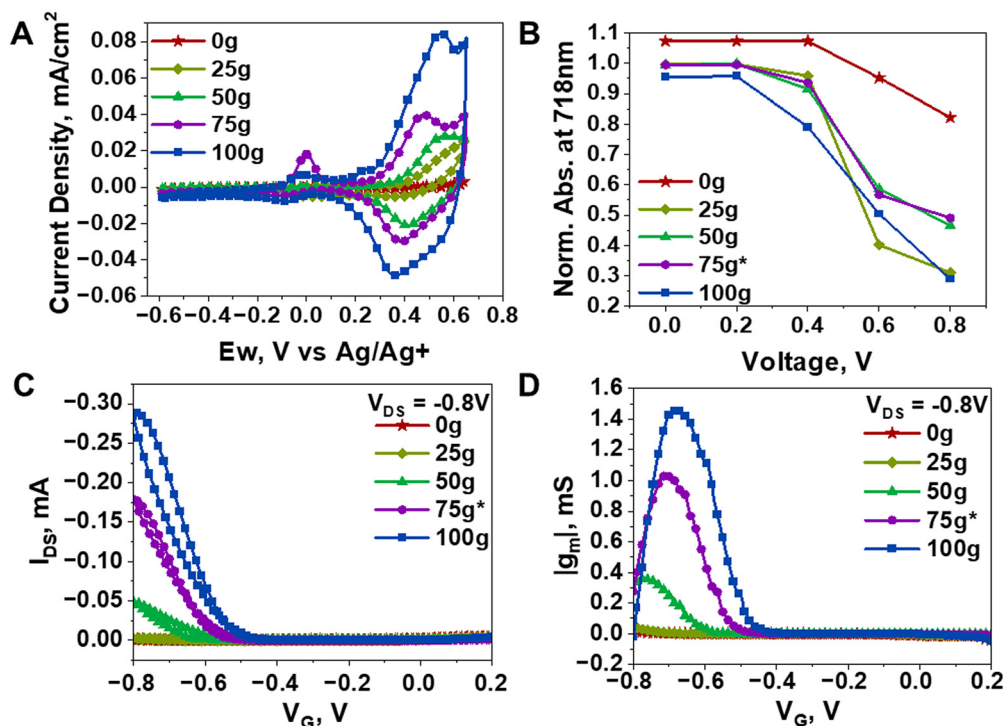 A
0g
25g
50g
75g
100g
Current Density, mA/cm²
0.08
0.06
0.04
0.02
0.00
−0.02
−0.04
−0.06
−0.6 −0.4 −0.2 0.0 0.2 0.4 0.6 0.8
Ew, V vs Ag/Ag+
B
Norm. Abs. at 718nm
1.1
1.0
0.9
0.8
0.7
0.6
0.5
0.4
0.3
0.2
0g
25g
50g
75g*
100g
0.0 0.2 0.4 0.6 0.8
Voltage, V
C
V_DS = -0.8V
0g
25g
50g
75g*
100g
I_DS, mA
−0.30
−0.25
−0.20
−0.15
−0.10
−0.05
0.00
−0.8 −0.6 −0.4 −0.2 0.0 0.2
V_G, V
D
V_DS = -0.8V
0g
25g
50g
75g*
100g
|g_m|, mS
1.6
1.4
1.2
1.0
0.8
0.6
0.4
0.2
0.0
−0.2
−0.8 −0.6 −0.4 −0.2 0.0 0.2
V_G, V